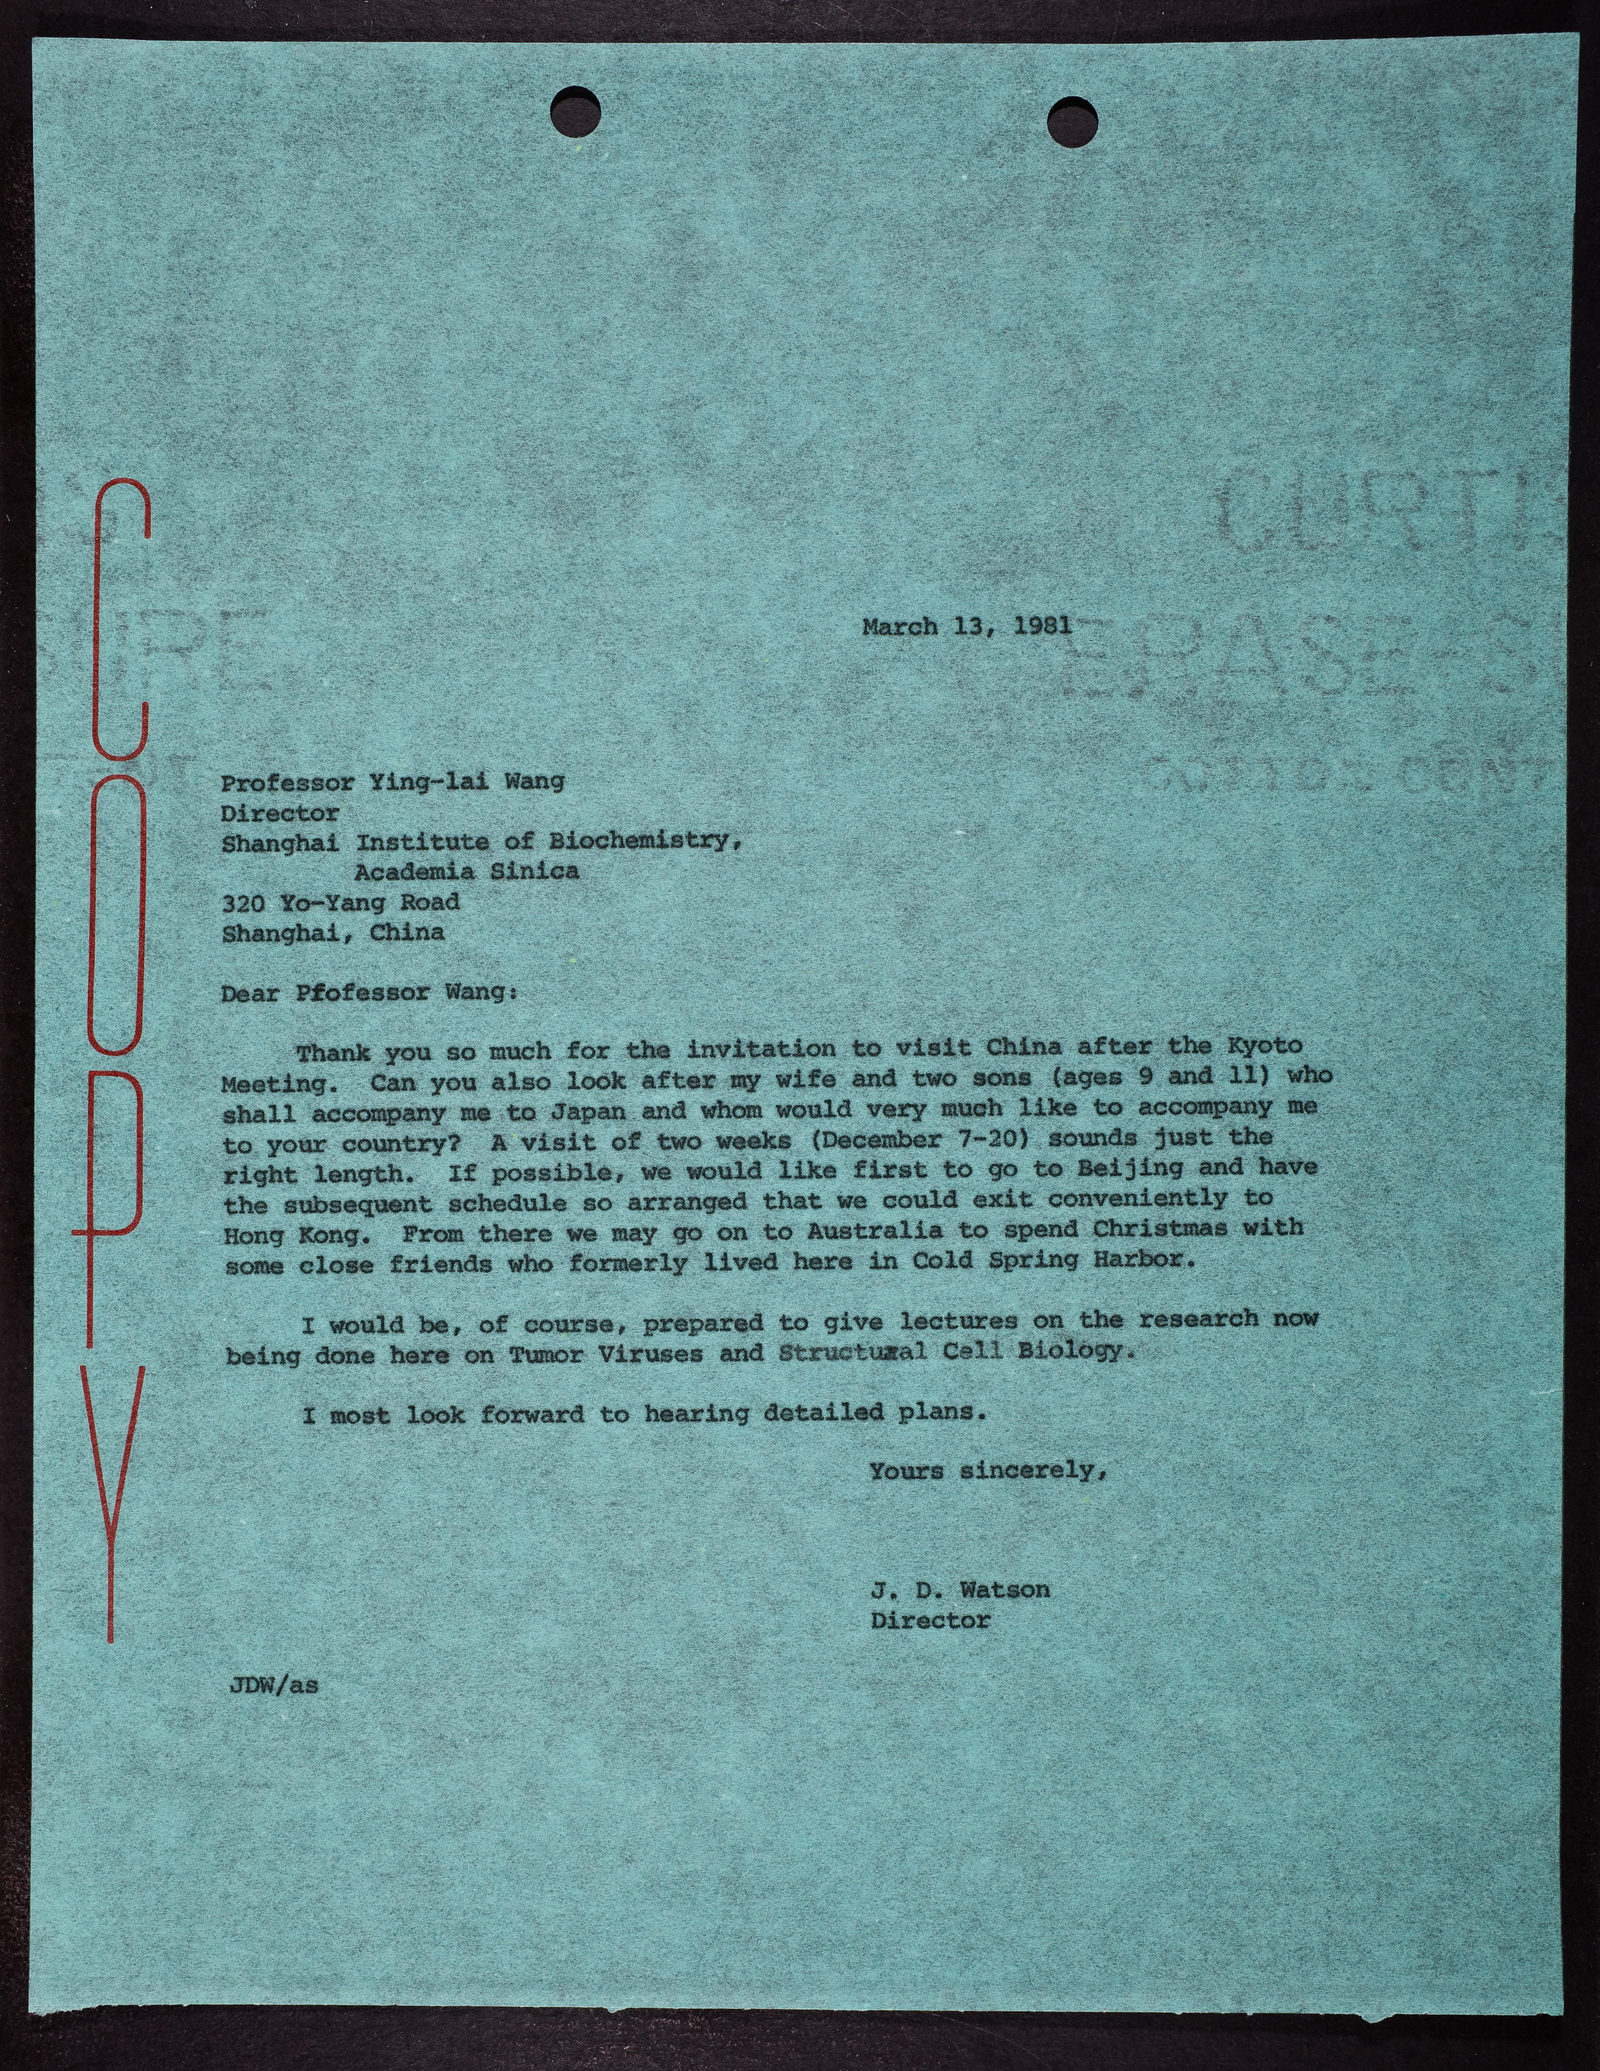 COPY
March 13, 1981
Professor Ying-lai Wang
Director
Shanghai Institute of Biochemistry,
Academia Sinica
320 Yo-Yang Road
Shanghai, China
Dear Pfofessor Wang:
Thank you so much for the invitation to visit China after the Kyoto
Meeting. Can you also look after my wife and two sons (ages 9 and 11) who
shall accompany me to Japan and whom would very much like to accompany me
to your country? A visit of two weeks (December 7-20) sounds just the
right length. If possible, we would like first to go to Beijing and have
the subsequent schedule so arranged that we could exit conveniently to
Hong Kong. From there we may go on to Australia to spend Christmas with
some close friends who formerly lived here in Cold Spring Harbor.
I would be, of course, prepared to give lectures on the research now
being done here on Tumor Viruses and Structural Cell Biology.
I most look forward to hearing detailed plans.
Yours sincerely,
J. D. Watson
Director
JDW/as